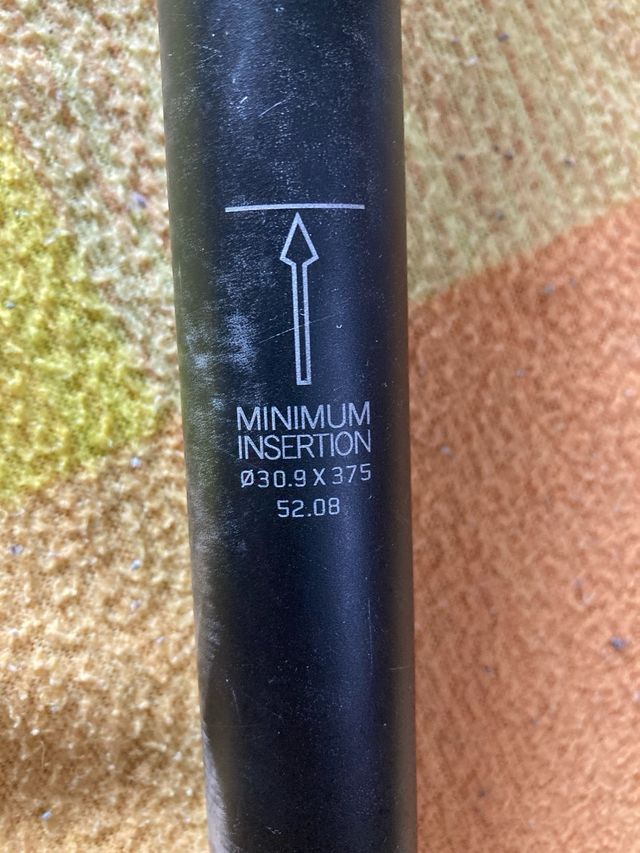 MINIMUM
INSERTION
Ø30.9 X 375
52.08